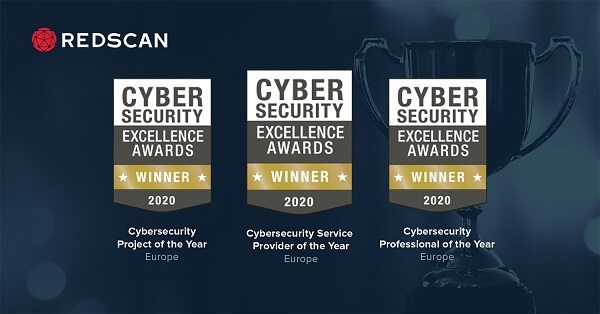 REDSCAN
CYBER
SECURITY
EXCELLENCE
AWARDS
WINNER
2020
Cybersecurity
Project of the Year
Europe
CYBER
SECURITY
EXCELLENCE
AWARDS
WINNER
2020
Cybersecurity Service
Provider of the Year
Europe
CYBER
SECURITY
EXCELLENCE
AWARDS
WINNER
2020
Cybersecurity
Professional of the Year
Europe